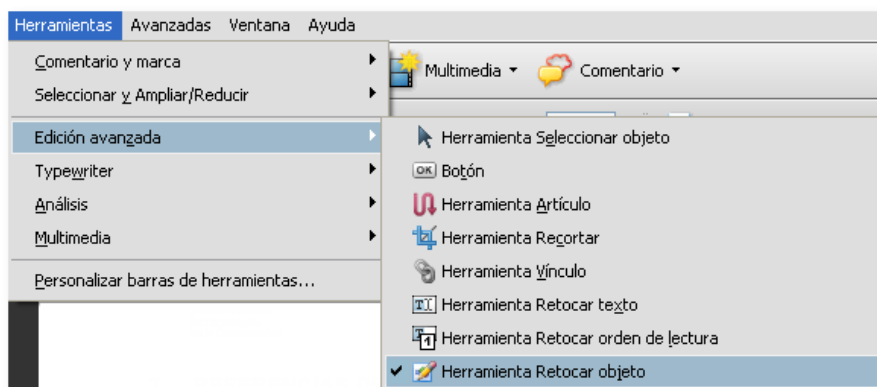 Herramientas Avanzadas Ventana Ayuda
Comentario y marca
Seleccionar y Ampliar/Reducir
Edición avanzada
Typewriter
Análisis
Multimedia
Personalizar barras de herramientas...
Multimedia Comentario
Herramienta Seleccionar objeto
OK Botón
Herramienta Artículo
Herramienta Recortar
Herramienta Vínculo
T Herramienta Retocar texto
T 1 Herramienta Retocar orden de lectura
Herramienta Retocar objeto